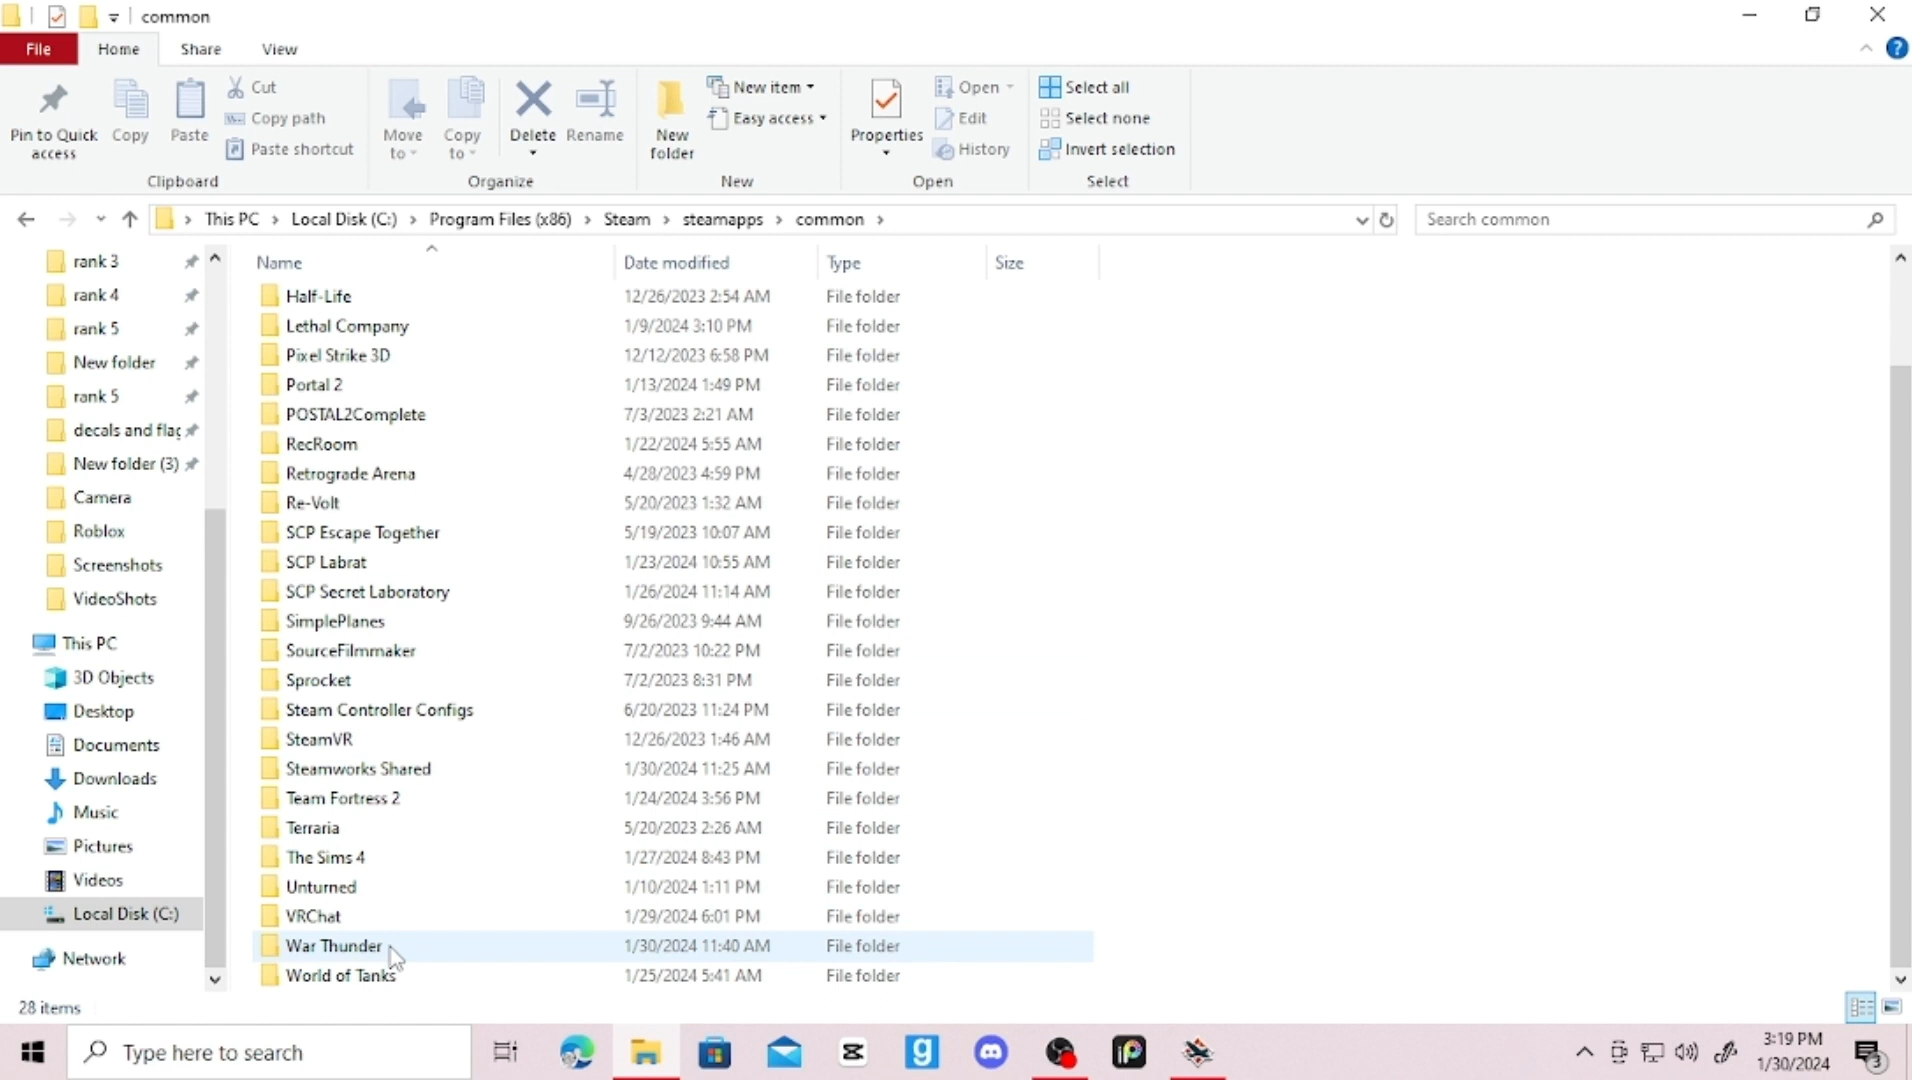 common
File Home Share View
Pin to Quick access
Copy
Paste
Cut
Copy path
Paste shortcut
Clipboard
Move to
Copy to
Delete
Rename
Organize
New folder
New item
Easy access
New
Properties
Open
Edit
History
Open
Select all
Select none
Invert selection
Select
This PC > Local Disk (C:) > Program Files (x86) > Steam > steamapps > common >
Search common
rank 3
rank 4
rank 5
New folder
rank 5
decals and flag
New folder (3)
Camera
Roblox
Screenshots
VideoShots
This PC
3D Objects
Desktop
Documents
Downloads
Music
Pictures
Videos
Local Disk (C:)
Network
Name Date modified Type Size
Half-Life 12/26/2023 2:54 AM File folder
Lethal Company 1/9/2024 3:10 PM File folder
Pixel Strike 3D 12/12/2023 6:58 PM File folder
Portal 2 1/13/2024 1:49 PM File folder
POSTAL2Complete 7/3/2023 2:21 AM File folder
RecRoom 1/22/2024 5:55 AM File folder
Retrograde Arena 4/28/2023 4:59 PM File folder
Re-Volt 5/20/2023 1:32 AM File folder
SCP Escape Together 5/19/2023 10:07 AM File folder
SCP Labrat 1/23/2024 10:55 AM File folder
SCP Secret Laboratory 1/26/2024 11:14 AM File folder
SimplePlanes 9/26/2023 9:44 AM File folder
SourceFilmmaker 7/2/2023 10:22 PM File folder
Sprocket 7/2/2023 8:31 PM File folder
Steam Controller Configs 6/20/2023 11:24 PM File folder
SteamVR 12/26/2023 1:46 AM File folder
Steamworks Shared 1/30/2024 11:25 AM File folder
Team Fortress 2 1/24/2024 3:56 PM File folder
Terraria 5/20/2023 2:26 AM File folder
The Sims 4 1/27/2024 8:43 PM File folder
Unturned 1/10/2024 1:11 PM File folder
VRChat 1/29/2024 6:01 PM File folder
War Thunder 1/30/2024 11:40 AM File folder
World of Tanks 1/25/2024 5:41 AM File folder
28 items
Type here to search
3:19 PM
1/30/2024
3